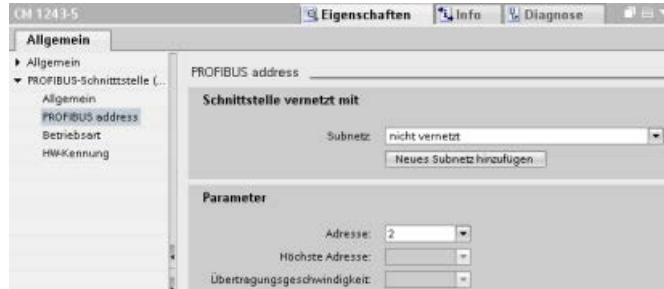 CM 1243-5
Eigenschaften
Info
Diagnose
Allgemein
Allgemein
PROFIBUS-Schnitttstelle (...
Allgemein
PROFIBUS address
Betriebsart
HW-Kennung
PROFIBUS address
Schnittstelle vernetzt mit
Subnetz: nicht vernetzt
Neues Subnetz hinzufügen
Parameter
Adresse: 2
Höchste Adresse:
Übertragungsgeschwindigkeit: